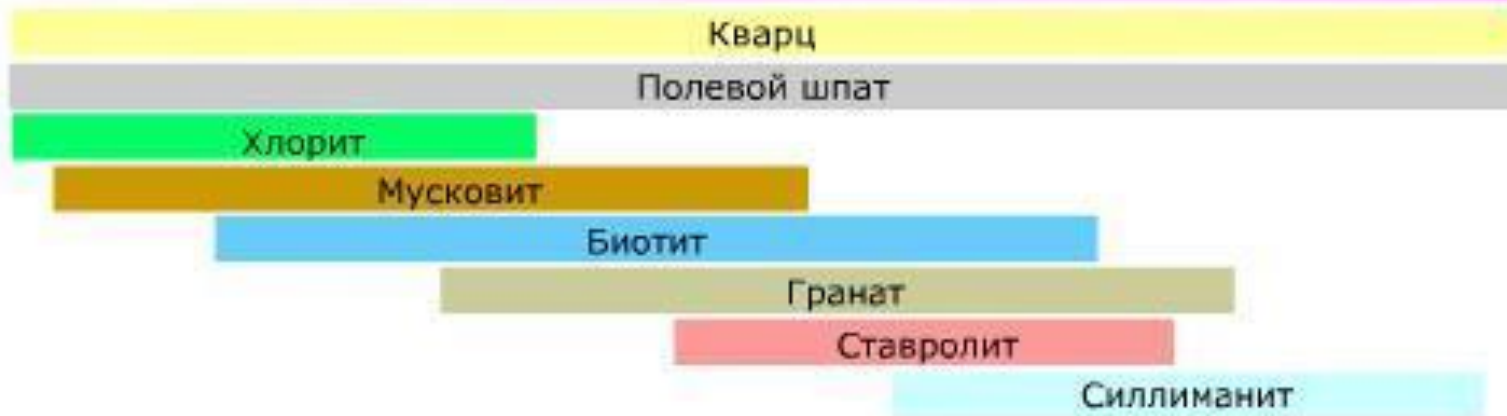 Кварц
Полевой шпат
Хлорит
Мусковит
Биотит
Гранат
Ставролит
Силлиманит